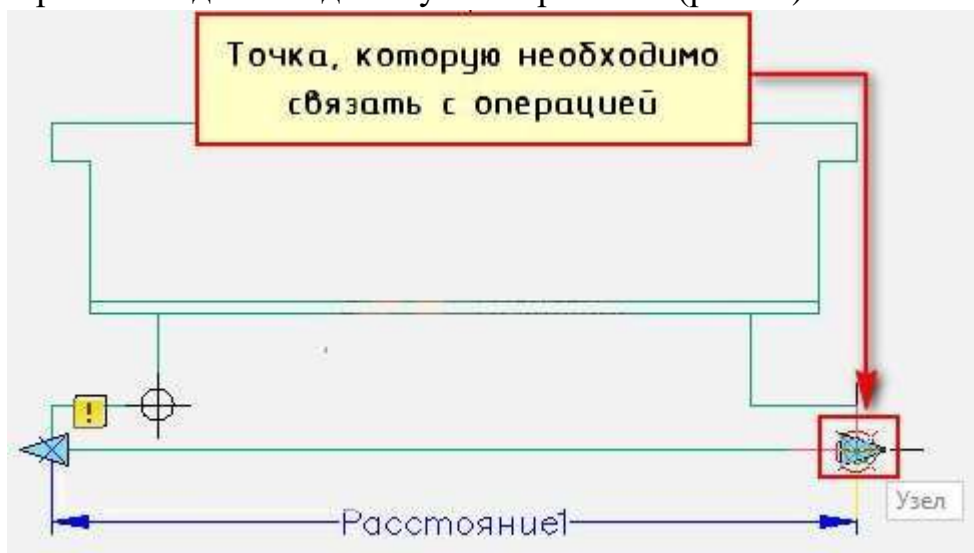 Точка, которую необходимо
связать с операцией
!
Узел
Расстояние1